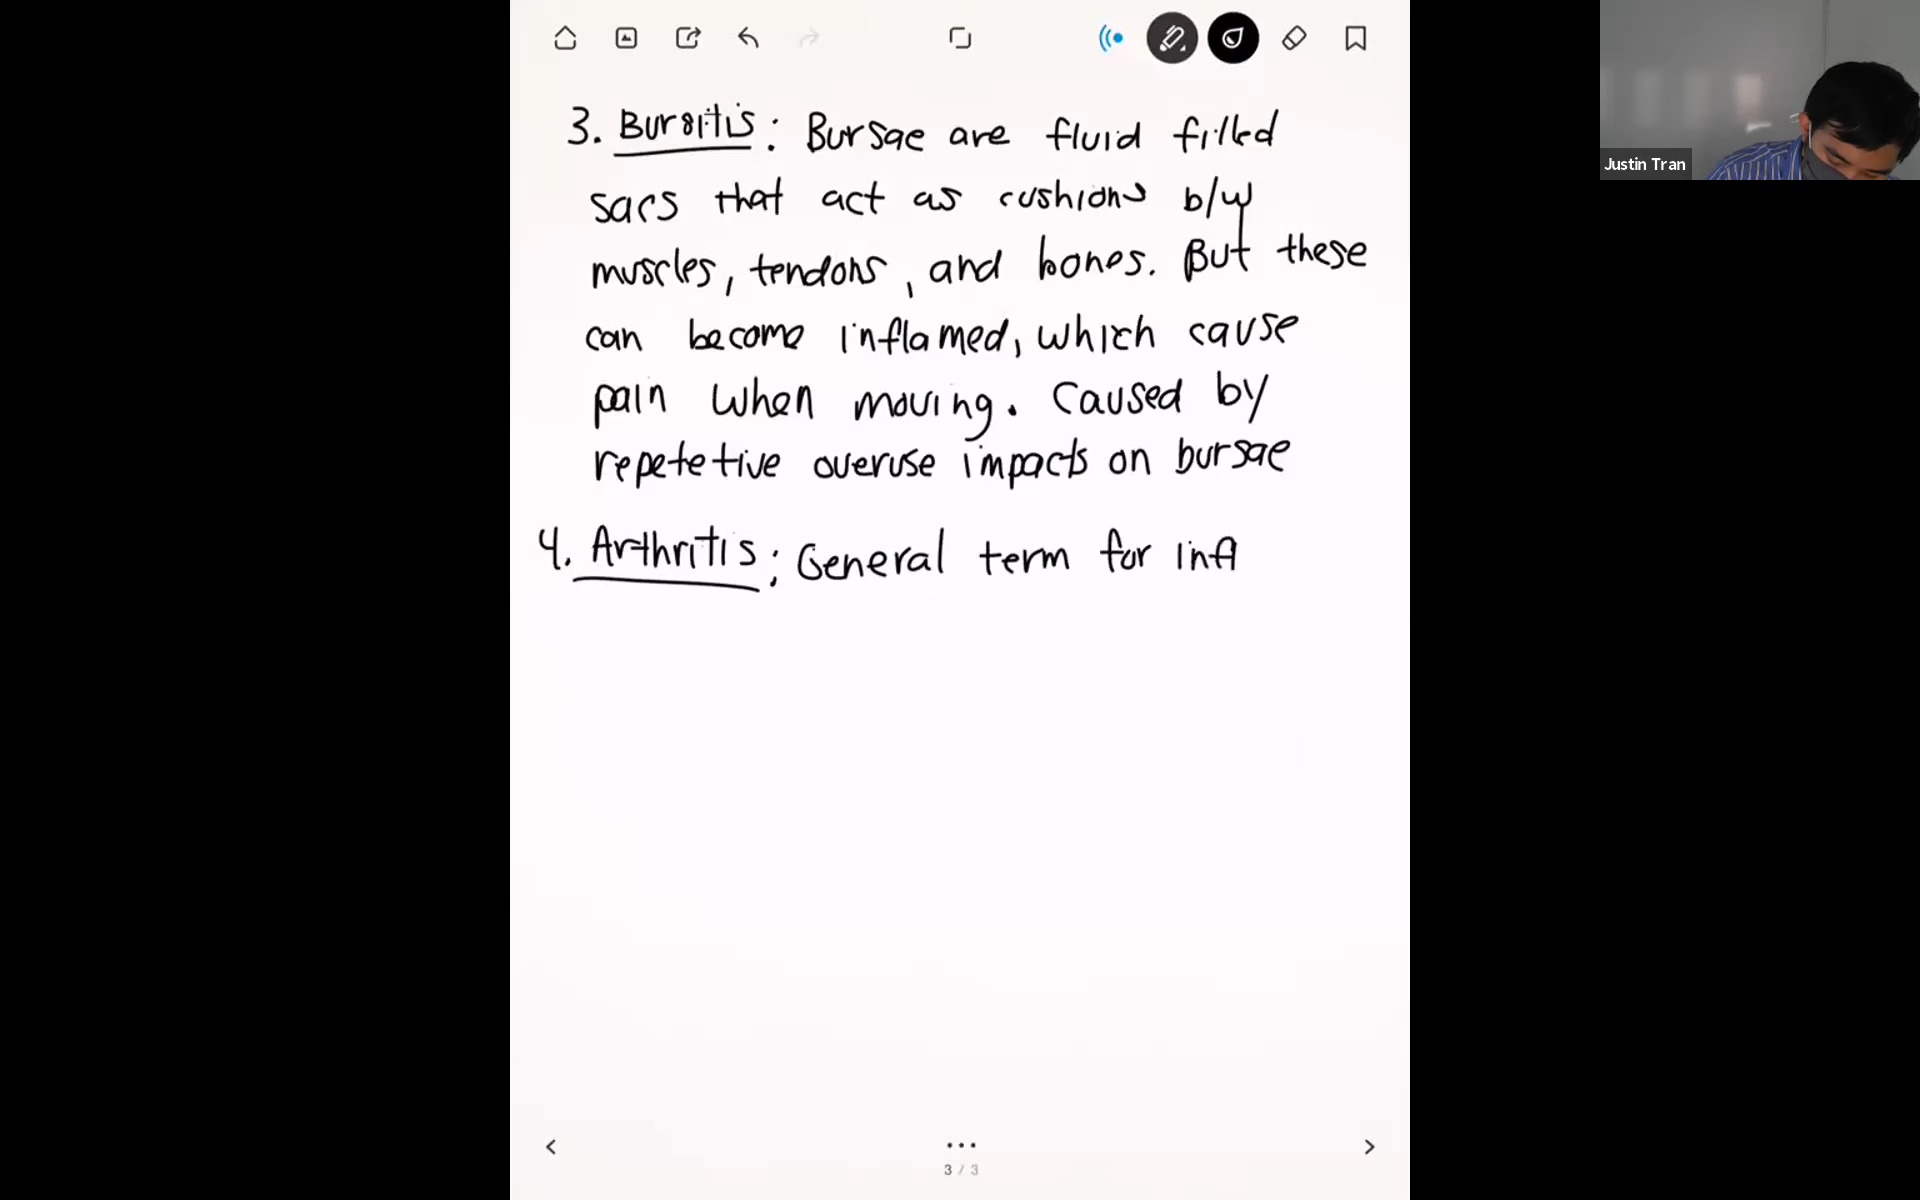 3. Bursitis: Bursae are fluid filled
sacs that act as cushions b/w
muscles, tendons, and bones. But these
can become inflamed, which cause
pain when moving. Caused by
repetetive overuse impacts on bursae
4. Arthritis: General term for infl
3 / 3
Justin Tran